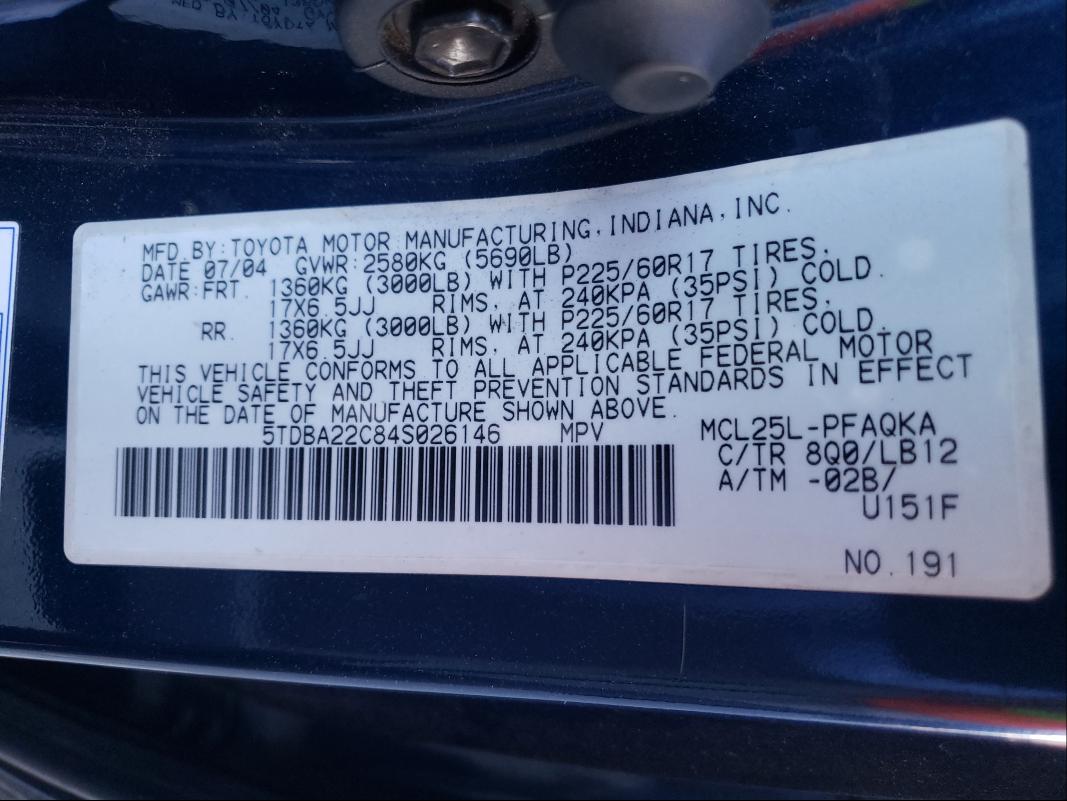 MFD.BY:TOYOTA MOTOR MANUFACTURING,INDIANA,INC.
DATE 07/04 GVWR:2580KG (5690LB)
GAWR:FRT. 1360KG (3000LB) WITH P225/60R17 TIRES.
17X6.5JJ RIMS, AT 240KPA (35PSI) COLD.
RR. 1360KG (3000LB) WITH P225/60R17 TIRES.
17X6.5JJ RIMS, AT 240KPA (35PSI) COLD.
THIS VEHICLE CONFORMS TO ALL APPLICABLE FEDERAL MOTOR
VEHICLE SAFETY AND THEFT PREVENTION STANDARDS IN EFFECT
ON THE DATE OF MANUFACTURE SHOWN ABOVE.
5TDBA22C84S026146 MPV MCL25L-PFAQKA
C/TR 8Q0/LB12
A/TM -02B/
U151F
NO.191